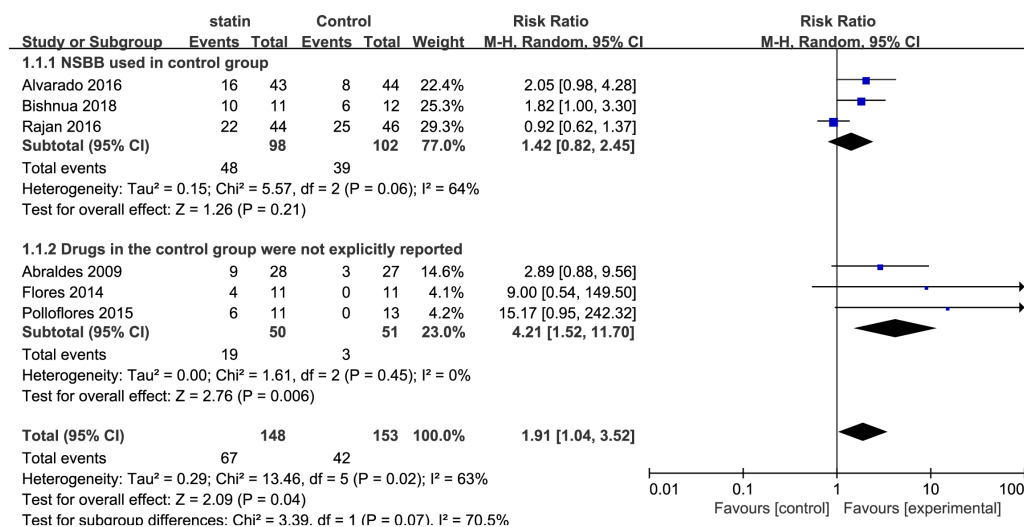 statin Control Risk Ratio Risk Ratio
Study or Subgroup Events Total Events Total Weight M-H, Random, 95% CI M-H, Random, 95% CI
1.1.1 NSBB used in control group
Alvarado 2016 16 43 8 44 22.4% 2.05 [0.98, 4.28]
Bishnua 2018 10 11 6 12 25.3% 1.82 [1.00, 3.30]
Rajan 2016 22 44 25 46 29.3% 0.92 [0.62, 1.37]
Subtotal (95% CI) 98 102 77.0% 1.42 [0.82, 2.45]
Total events 48 39
Heterogeneity: Tau² = 0.15; Chi² = 5.57, df = 2 (P = 0.06); I² = 64%
Test for overall effect: Z = 1.26 (P = 0.21)
1.1.2 Drugs in the control group were not explicitly reported
Abraldes 2009 9 28 3 27 14.6% 2.89 [0.88, 9.56]
Flores 2014 4 11 0 11 4.1% 9.00 [0.54, 149.50]
Polloflores 2015 6 11 0 13 4.2% 15.17 [0.95, 242.32]
Subtotal (95% CI) 50 51 23.0% 4.21 [1.52, 11.70]
Total events 19 3
Heterogeneity: Tau² = 0.00; Chi² = 1.61, df = 2 (P = 0.45); I² = 0%
Test for overall effect: Z = 2.76 (P = 0.006)
Total (95% CI) 148 153 100.0% 1.91 [1.04, 3.52]
Total events 67 42
Heterogeneity: Tau² = 0.29; Chi² = 13.46, df = 5 (P = 0.02); I² = 63%
Test for overall effect: Z = 2.09 (P = 0.04)
Test for subgroup differences: Chi² = 3.39, df = 1 (P = 0.07), I² = 70.5%
0.01 0.1 1 10 100
Favours [control] Favours [experimental]